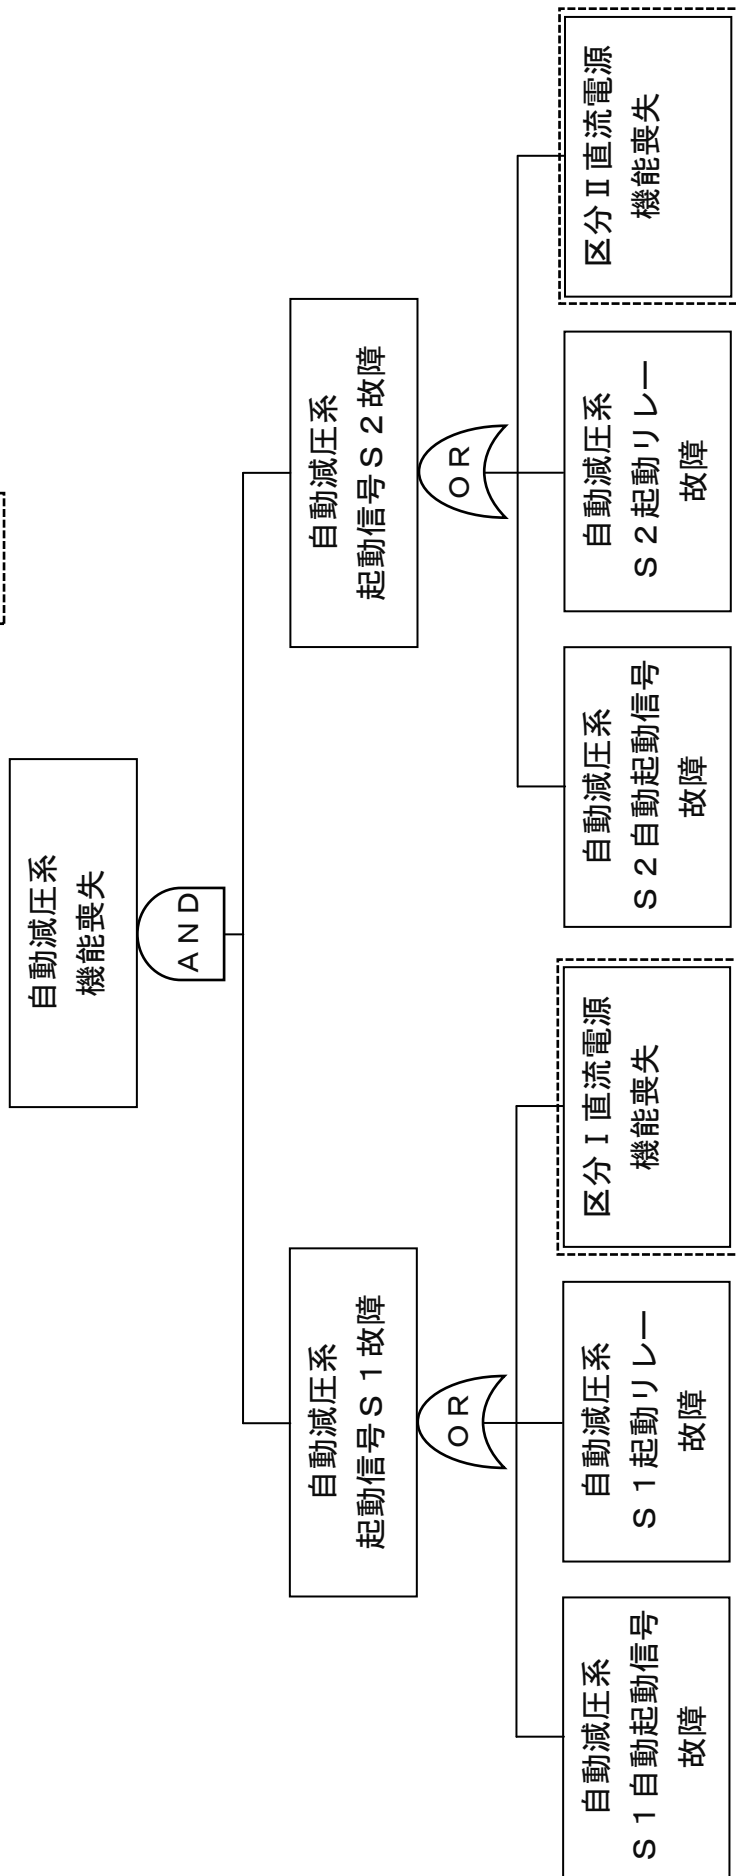 自動減圧系
機能喪失
AND
自動減圧系
起動信号S1故障
OR
自動減圧系
起動信号S2故障
OR
自動減圧系
S1自動起動信号
故障
自動減圧系
S1起動リレー
故障
区分Ⅰ直流電源
機能喪失
自動減圧系
S2自動起動信号
故障
自動減圧系
S2起動リレー
故障
区分Ⅱ直流電源
機能喪失